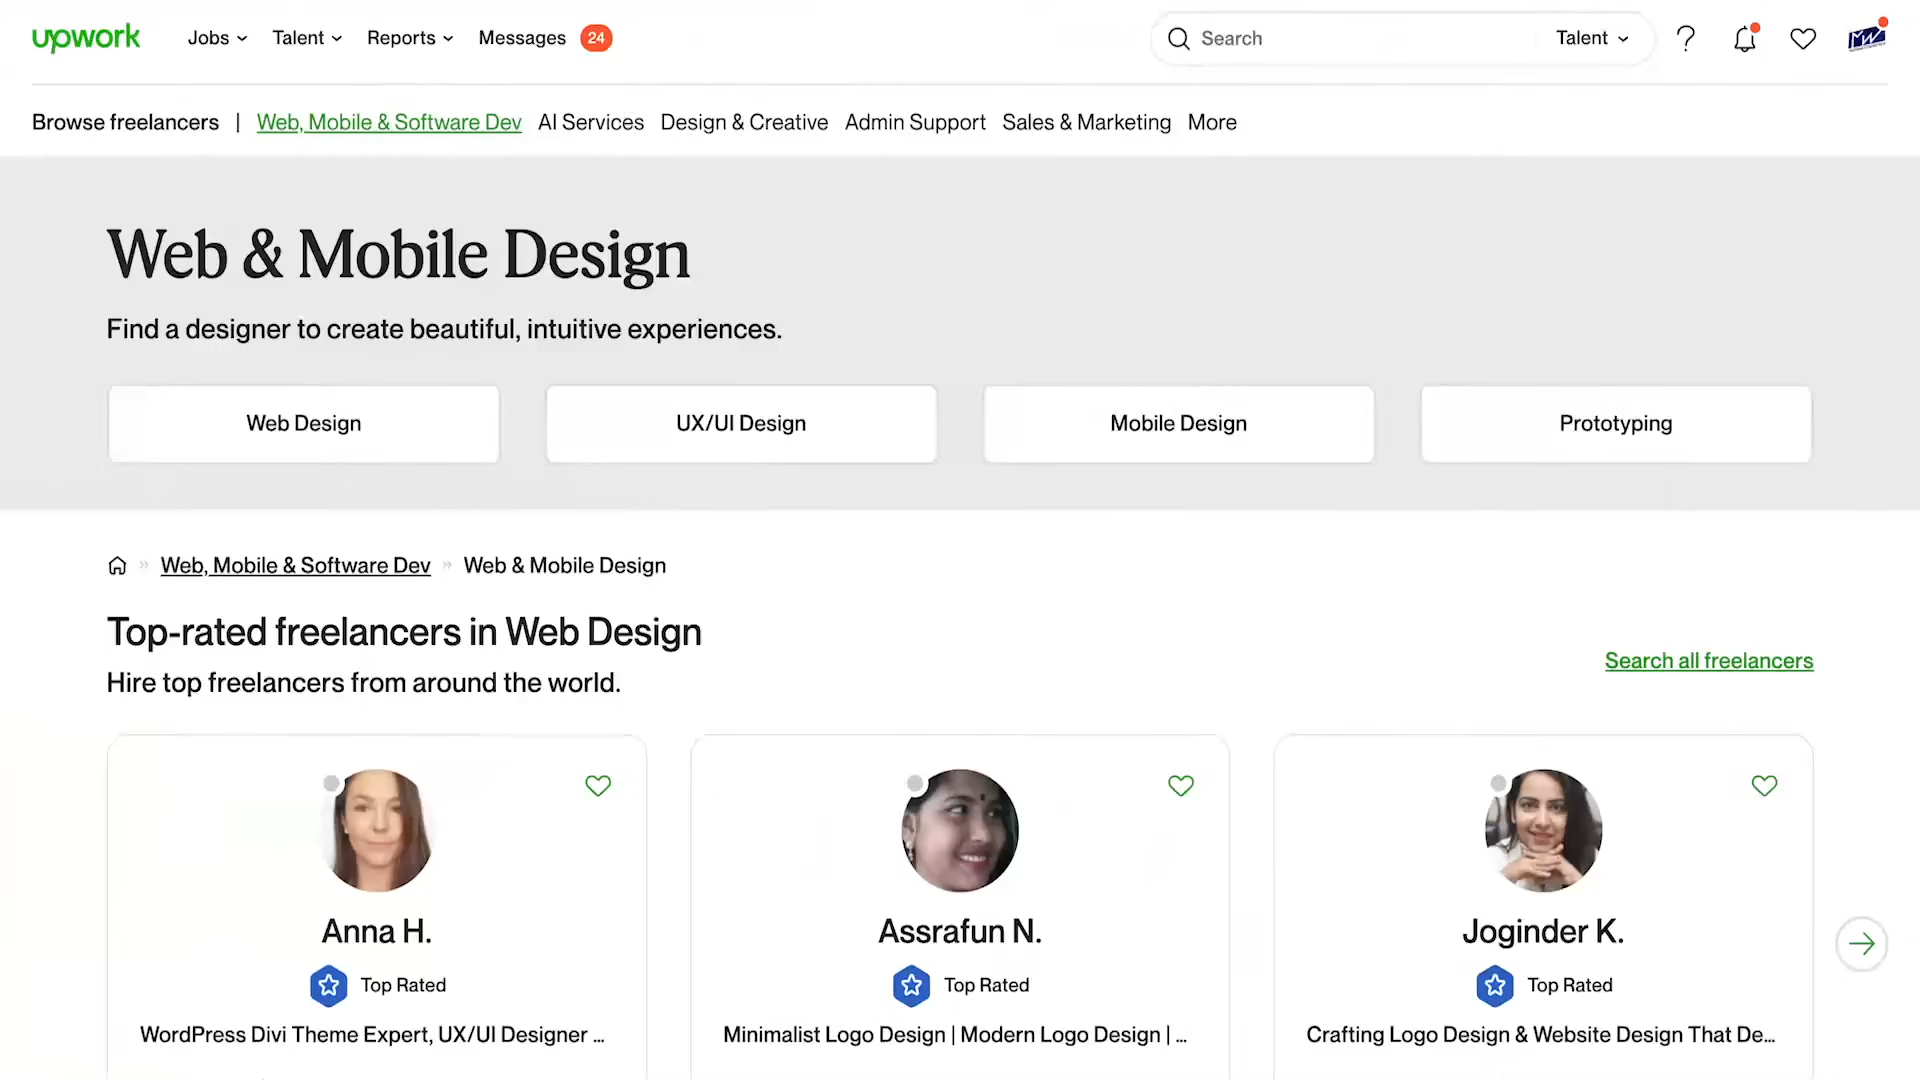 upwork Jobs Talent Reports Messages 24 Search Talent
Browse freelancers | Web, Mobile & Software Dev AI Services Design & Creative Admin Support Sales & Marketing More
Web & Mobile Design
Find a designer to create beautiful, intuitive experiences.
Web Design UX/UI Design Mobile Design Prototyping
» Web, Mobile & Software Dev » Web & Mobile Design
Top-rated freelancers in Web Design
Search all freelancers
Hire top freelancers from around the world.
Anna H. Assrafun N. Joginder K.
Top Rated Top Rated Top Rated
WordPress Divi Theme Expert, UX/UI Designer ... Minimalist Logo Design | Modern Logo Design | ... Crafting Logo Design & Website Design That De...